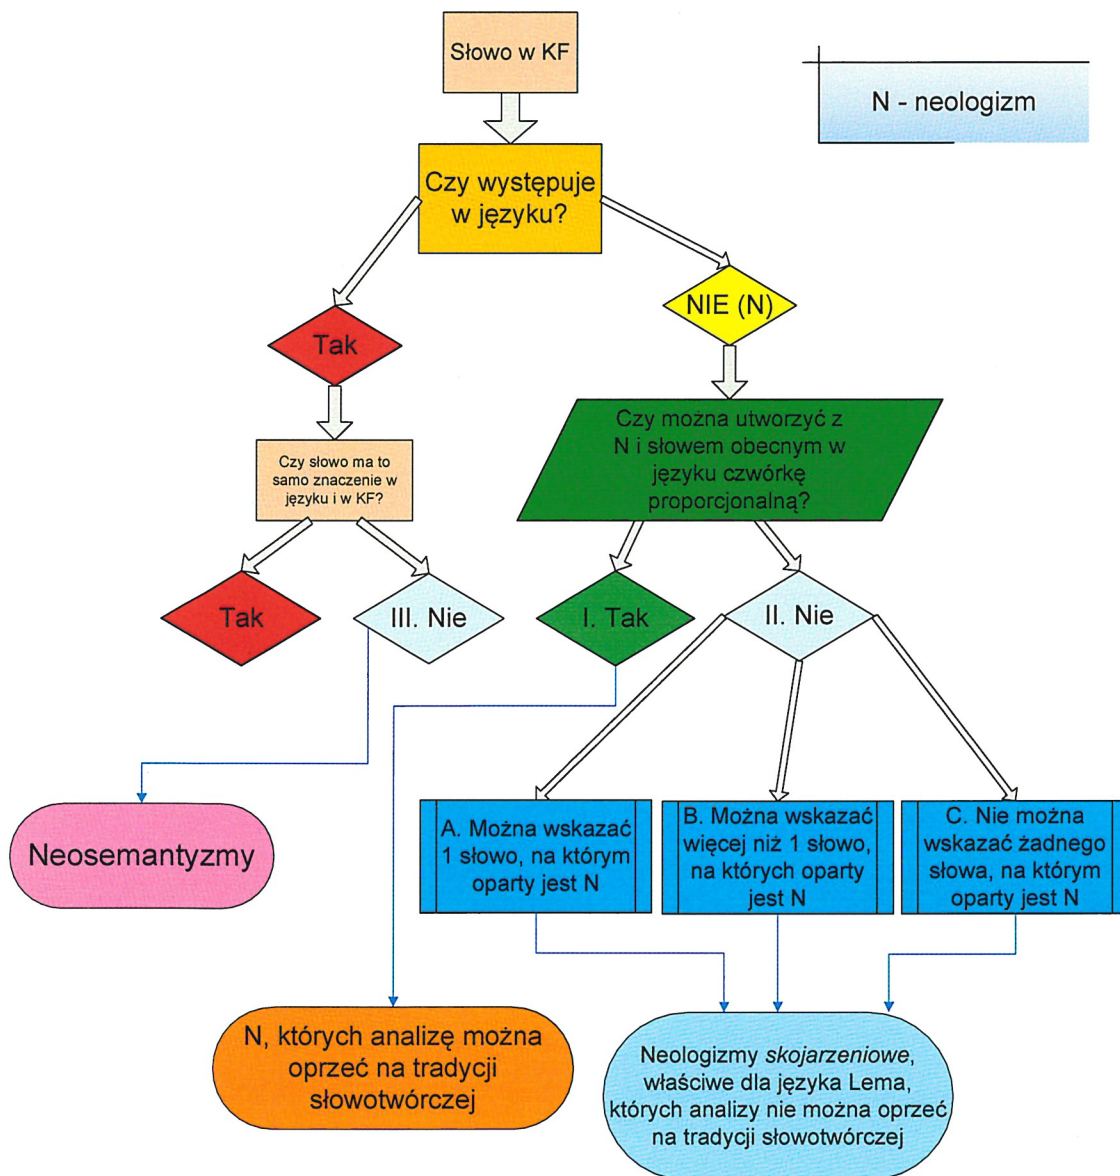 Słowo w KF
N - neologizm
Czy występuje
w języku?
NIE (N)
Tak
Czy można utworzyć z
N i słowem obecnym w
języku czwórkę
proporcjonalną?
Czy słowo ma to
samo znaczenie w
języku i w KF?
Tak
III. Nie
I. Tak
II. Nie
Neosemantyzmy
A. Można wskazać
1 słowo, na którym
oparty jest N
B. Można wskazać
więcej niż 1 słowo,
na których oparty
jest N
C. Nie można
wskazać żadnego
słowa, na którym
oparty jest N
N, których analizę można
oprzeć na tradycji
słowotwórczej
Neologizmy skojarzeniowe,
właściwe dla języka Lema,
których analizy nie można oprzeć
na tradycji słowotwórczej